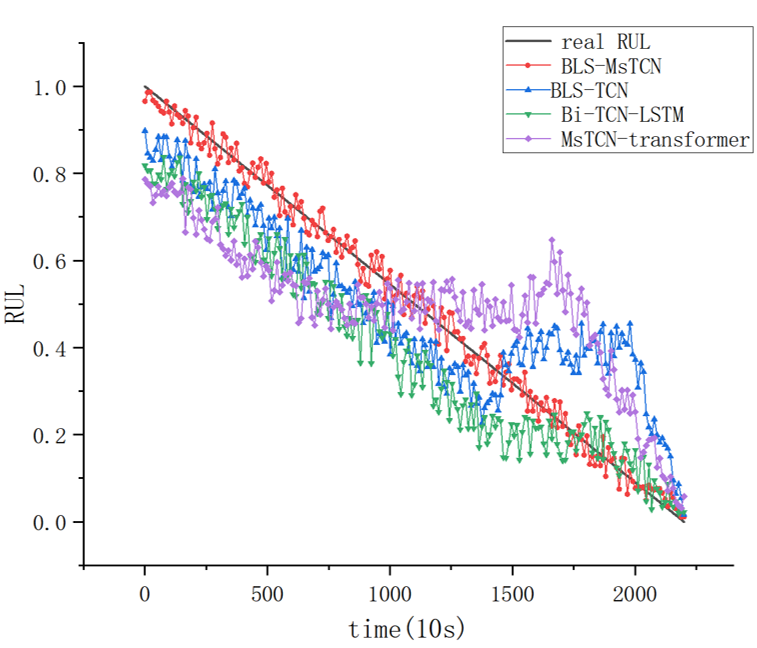 real RUL
BLS-MsTCN
BLS-TCN
Bi-TCN-LSTM
MsTCN-transformer
1.0
0.8
0.6
0.4
0.2
0.0
RUL
0 500 1000 1500 2000
time(10s)